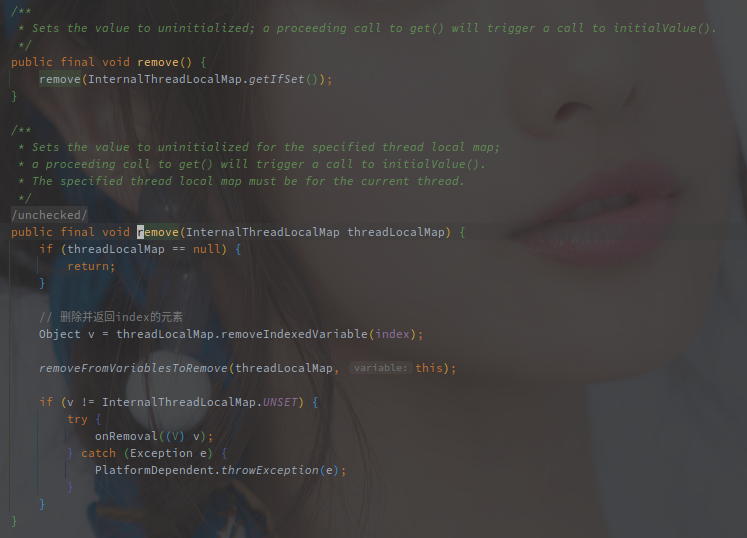 /**
 * Sets the value to uninitialized; a proceeding call to get() will trigger a call to initialValue().
 */
public final void remove() {
    remove(InternalThreadLocalMap.getIfSet());
}

/**
 * Sets the value to uninitialized for the specified thread local map;
 * a proceeding call to get() will trigger a call to initialValue().
 * The specified thread local map must be for the current thread.
 */
/unchecked/
public final void remove(InternalThreadLocalMap threadLocalMap) {
    if (threadLocalMap == null) {
        return;
    }

    // 删除并返回index的元素
    Object v = threadLocalMap.removeIndexedVariable(index);

    removeFromVariablesToRemove(threadLocalMap, variable: this);

    if (v != InternalThreadLocalMap.UNSET) {
        try {
            onRemoval((V) v);
        } catch (Exception e) {
            PlatformDependent.throwException(e);
        }
    }
}